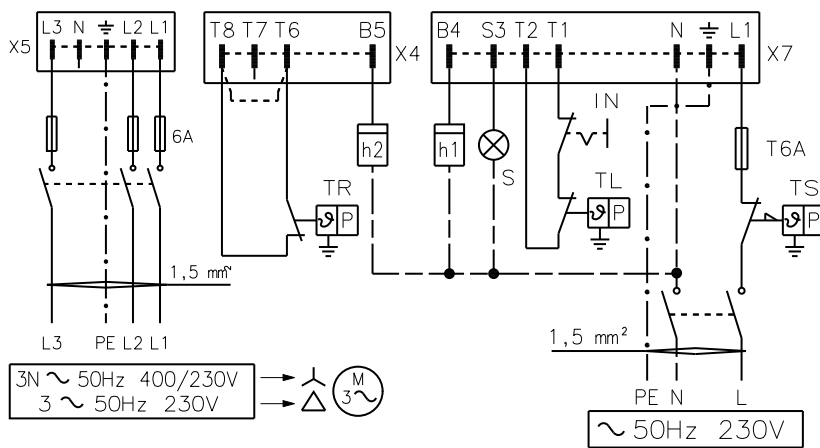 L3 N L2 L1
X5
T8 T7 T6 B5
X4
B4 S3 T2 T1 N L1
X7
6A
h2
h1
S
IN
T6A
TR
ϑ P
TL
ϑ P
TS
ϑ P
1,5 mm²
L3 PE L2 L1
1,5 mm²
PE N L
3N ~ 50Hz 400/230V
3 ~ 50Hz 230V
M
3~
~ 50Hz 230V